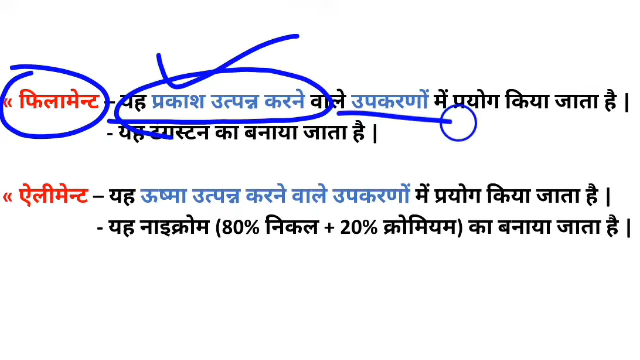 « फिलामेन्ट – यह प्रकाश उत्पन्न करने वाले उपकरणों में प्रयोग किया जाता है |
- यह टंगस्टन का बनाया जाता है |
« ऐलीमेन्ट – यह ऊष्मा उत्पन्न करने वाले उपकरणों में प्रयोग किया जाता है |
- यह नाइक्रोम (80% निकल + 20% क्रोमियम) का बनाया जाता है |